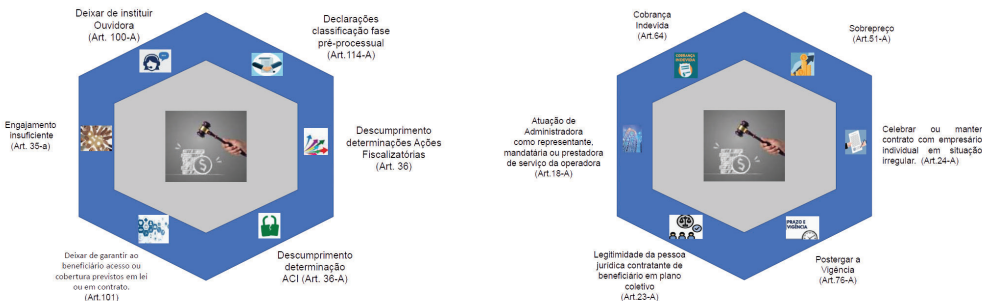 Deixar de instituir
Ouvidora
(Art. 100-A)
Declarações
classificação fase
pré-processual
(Art.114-A)
Engajamento
insuficiente
(Art. 35-a)
Descumprimento
determinações Ações
Fiscalizatórias
(Art. 36)
Deixar de garantir ao
beneficiário acesso ou
cobertura previstos em lei
ou em contrato.
(Art.101)
Descumprimento
determinação
ACI (Art. 36-A)
Cobrança
Indevida
(Art.64)
COBRANÇA
INDEVIDA
Sobrepreço
(Art.51-A)
Atuação de
Administradora
como representante,
mandatária ou prestadora
de serviço da operadora
(Art.18-A)
Celebrar ou manter
contrato com empresário
individual em situação
irregular. (Art.24-A)
Legitimidade da pessoa
jurídica contratante de
beneficiário em plano
coletivo
(Art.23-A)
PRAZO E
VIGÊNCIA
Postergar a
Vigência
(Art.76-A)